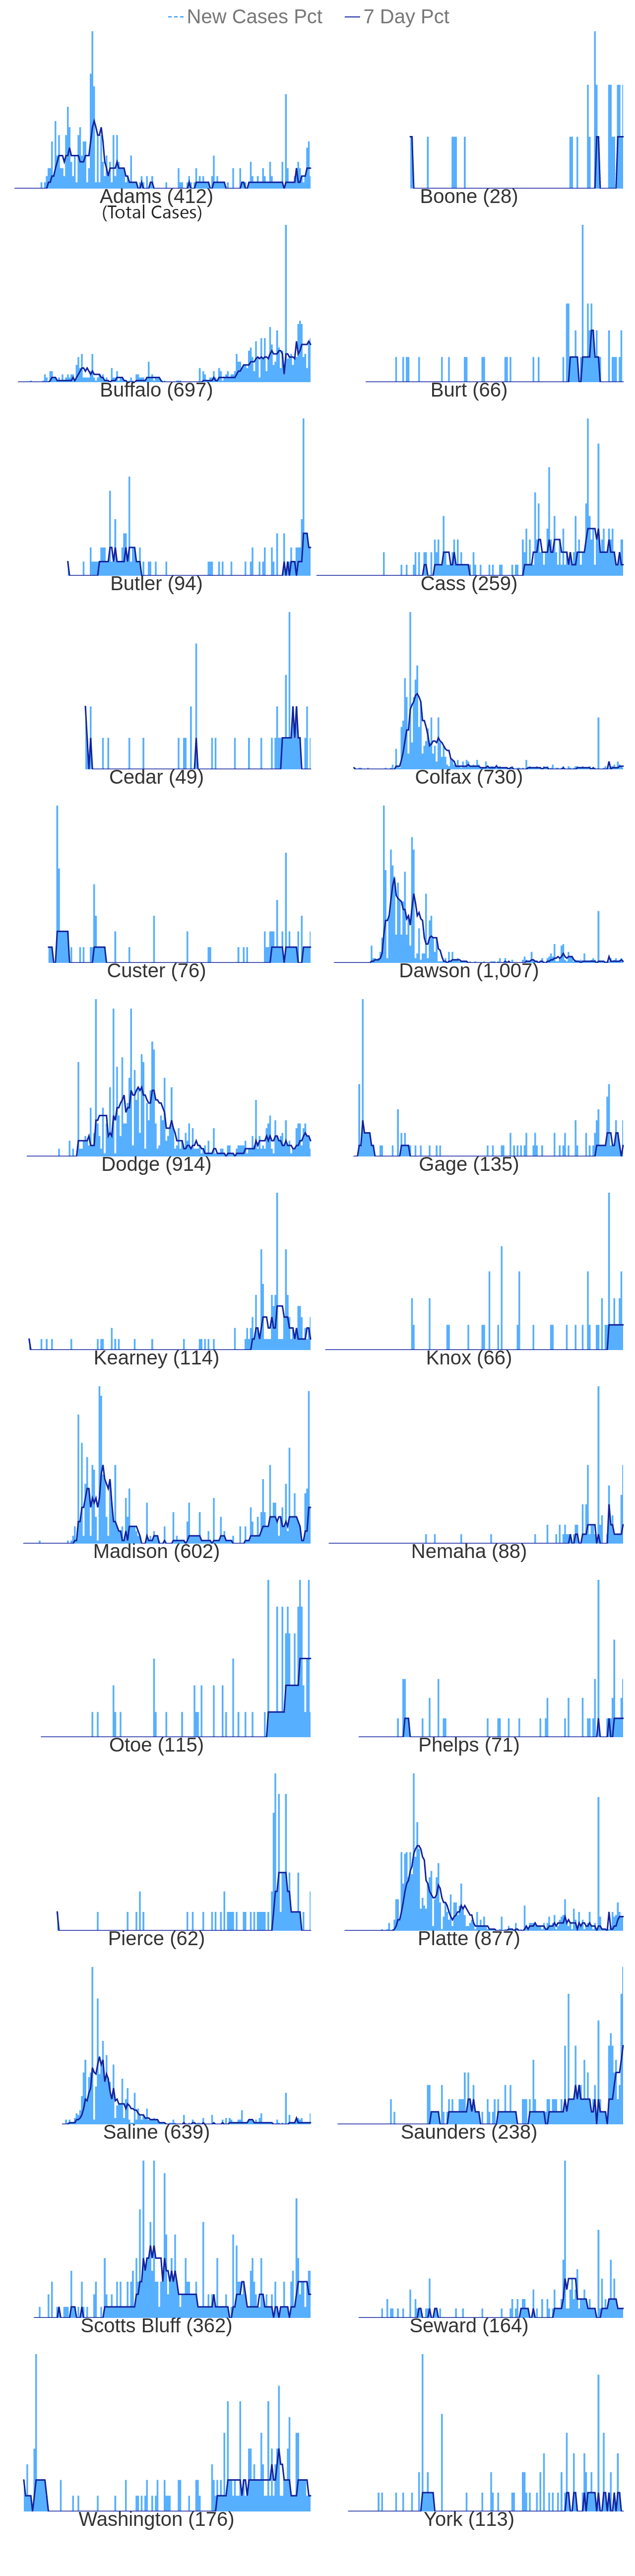 New Cases Pct 7 Day Pct
Adams (412) Boone (28)
(Total Cases)
Buffalo (697) Burt (66)
Butler (94) Cass (259)
Cedar (49) Colfax (730)
Custer (76) Dawson (1,007)
Dodge (914) Gage (135)
Kearney (114) Knox (66)
Madison (602) Nemaha (88)
Otoe (115) Phelps (71)
Pierce (62) Platte (877)
Saline (639) Saunders (238)
Scotts Bluff (362) Seward (164)
Washington (176) York (113)